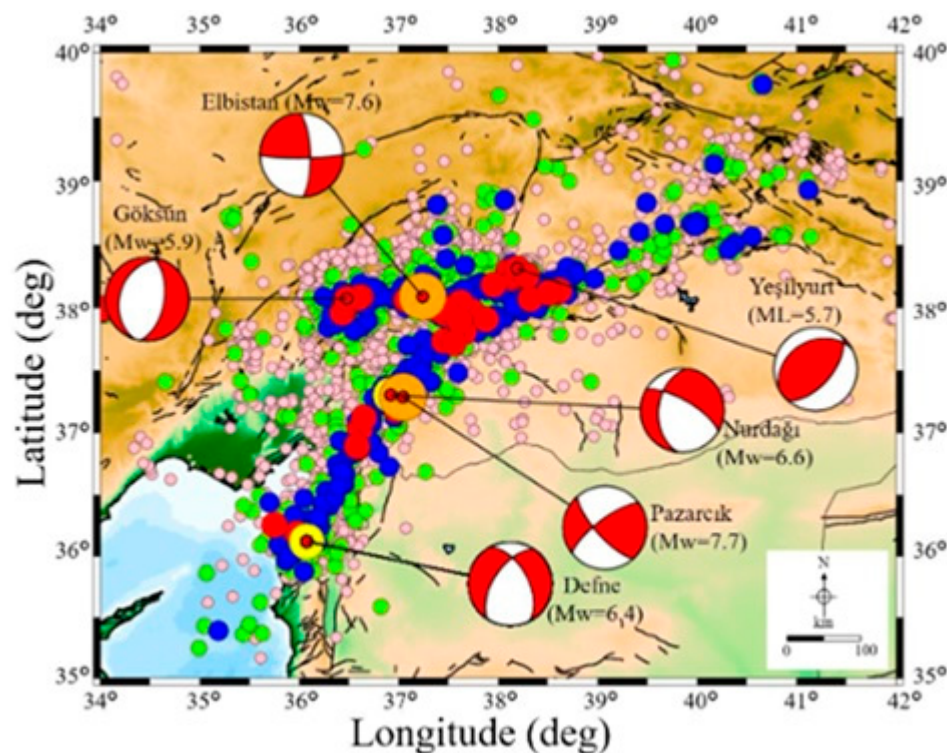 34° 35° 36° 37° 38° 39° 40° 41° 42°
40° 40°
Elbistan (Mw=7.6)
39° 39°
Göksun
(Mw=5.9)
38° 38°
Yeşilyurt
(ML=5.7)
37° 37°
Nurdağı
(Mw=6.6)
Pazarcık
(Mw=7.7)
36° 36°
Defne
(Mw=6.4)
N
km
0 100
35° 35°
34° 35° 36° 37° 38° 39° 40° 41° 42°
Latitude (deg)
Longitude (deg)